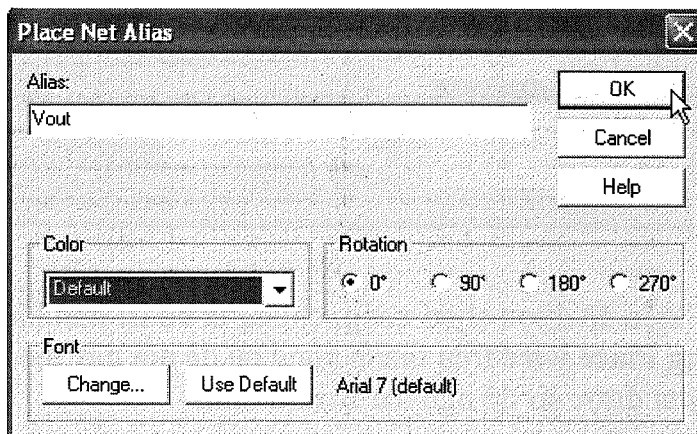 Place Net Alias
Alias:
Vout
OK
Cancel
Help
Color
Default
Rotation
0°
90°
180°
270°
Font
Change...
Use Default
Arial 7 (default)